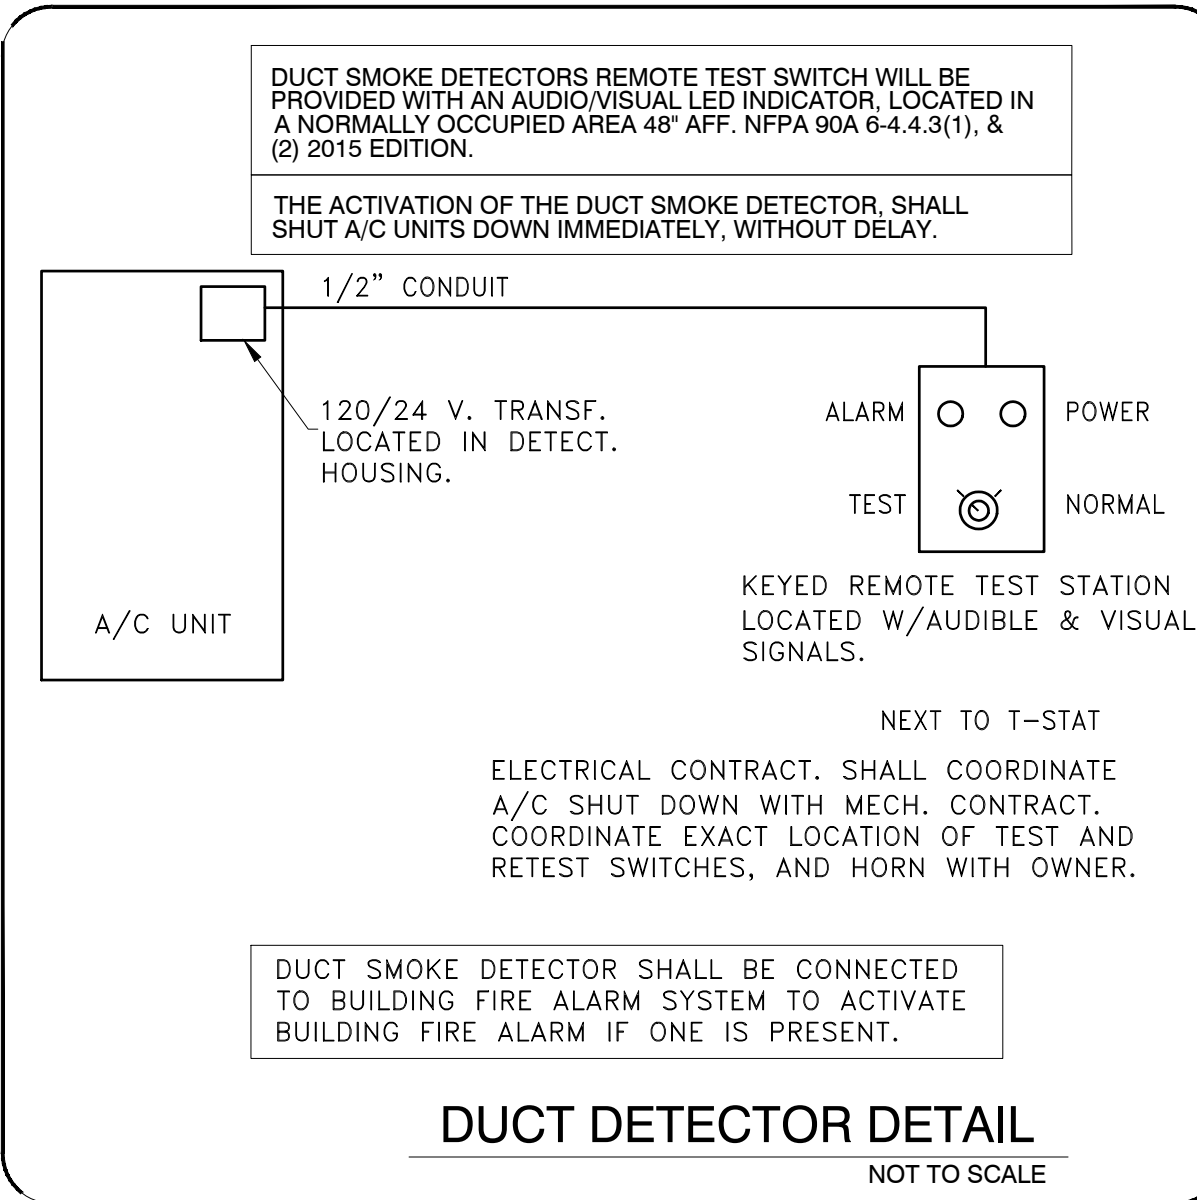 DUCT SMOKE DETECTORS REMOTE TEST SWITCH WILL BE
PROVIDED WITH AN AUDIO/VISUAL LED INDICATOR, LOCATED IN
A NORMALLY OCCUPIED AREA 48" AFF. NFPA 90A 6-4.4.3(1), &
(2) 2015 EDITION.
THE ACTIVATION OF THE DUCT SMOKE DETECTOR, SHALL
SHUT A/C UNITS DOWN IMMEDIATELY, WITHOUT DELAY.
1/2” CONDUIT
120/24 V. TRANSF.
LOCATED IN DETECT.
HOUSING.
A/C UNIT
ALARM
POWER
TEST
NORMAL
KEYED REMOTE TEST STATION
LOCATED W/AUDIBLE & VISUAL
SIGNALS.
NEXT TO T-STAT
ELECTRICAL CONTRACT. SHALL COORDINATE
A/C SHUT DOWN WITH MECH. CONTRACT.
COORDINATE EXACT LOCATION OF TEST AND
RETEST SWITCHES, AND HORN WITH OWNER.
DUCT SMOKE DETECTOR SHALL BE CONNECTED
TO BUILDING FIRE ALARM SYSTEM TO ACTIVATE
BUILDING FIRE ALARM IF ONE IS PRESENT.
DUCT DETECTOR DETAIL
NOT TO SCALE